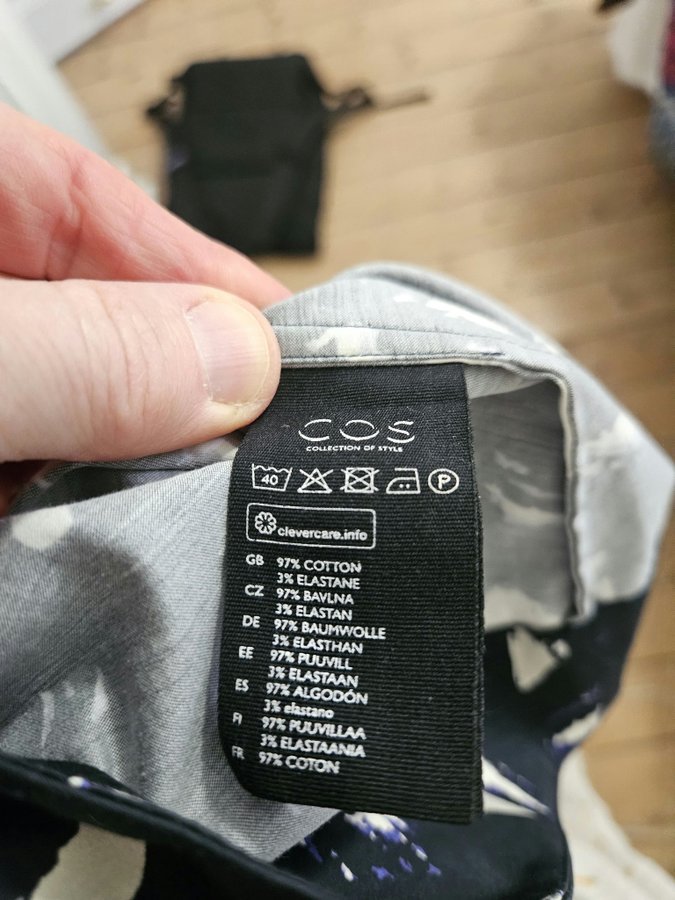 COS
COLLECTION OF STYLE
40 P
clevercare.info
GB 97% COTTON
3% ELASTANE
CZ 97% BAVLNA
3% ELASTAN
DE 97% BAUMWOLLE
3% ELASTHAN
EE 97% PUUVILL
3% ELASTAAN
ES 97% ALGODÓN
3% elastano
FI 97% PUUVILLAA
3% ELASTAANIA
FR 97% COTON